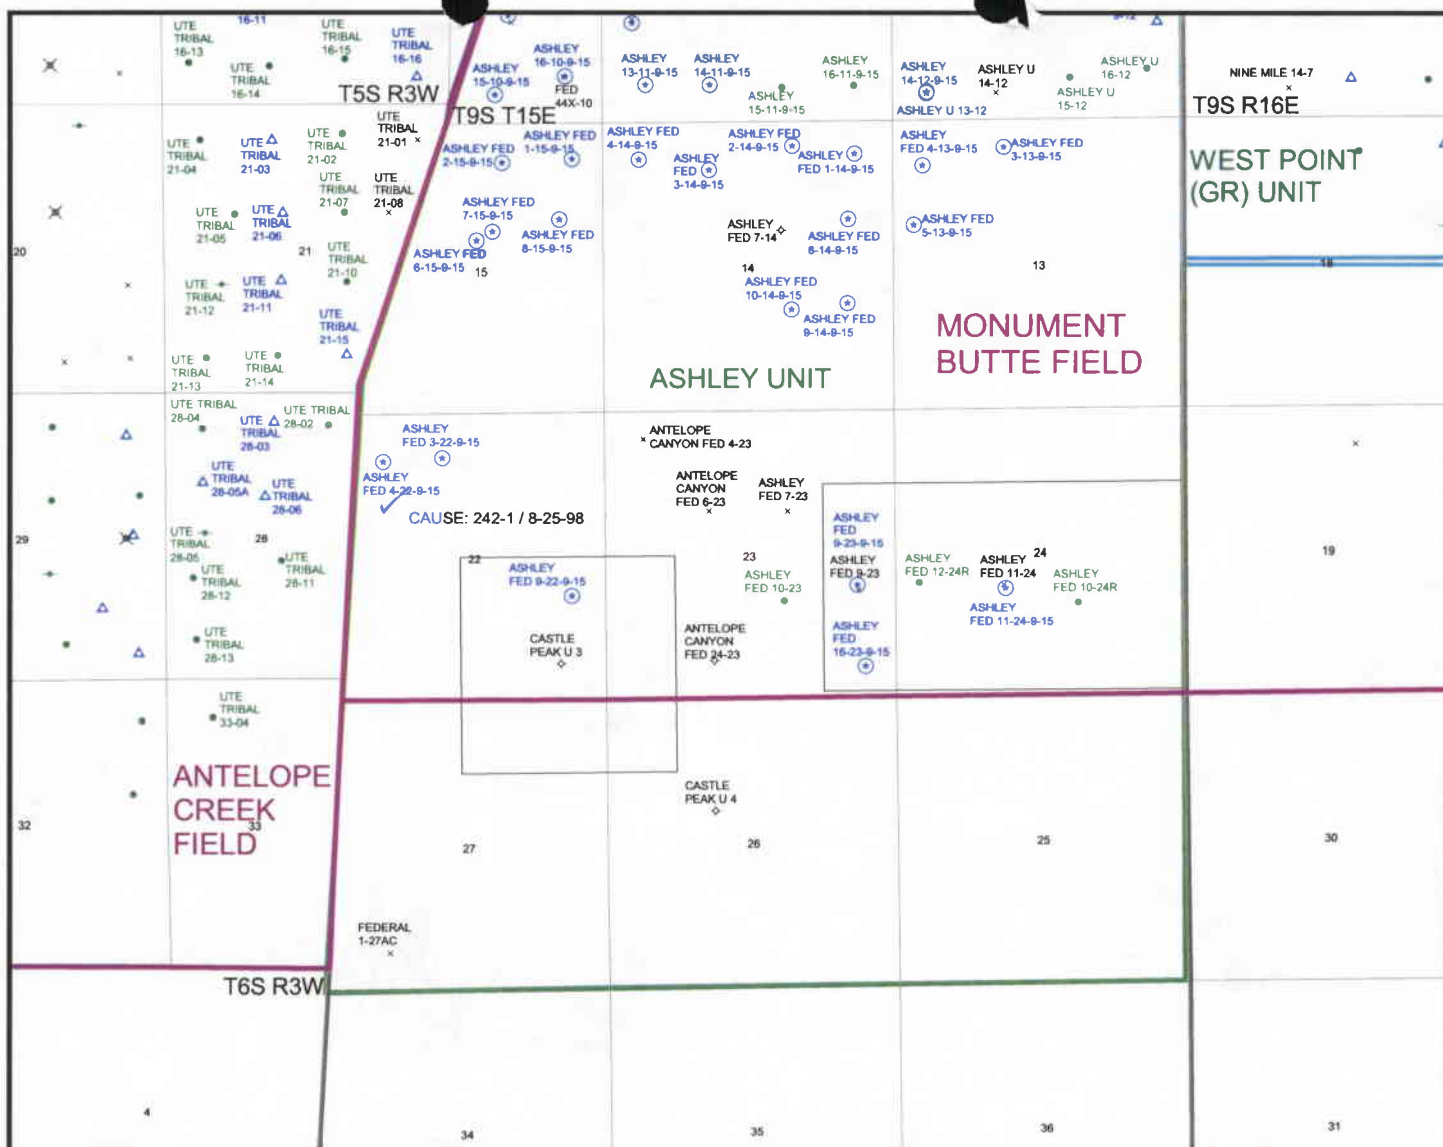 16-11
UTE
TRIBAL
16-13
UTE
TRIBAL
16-14
UTE
TRIBAL
16-15
UTE
TRIBAL
16-16
ASHLEY
15-10-9-15
ASHLEY
16-10-9-15
FED
44X-10
ASHLEY
13-11-9-15
ASHLEY
14-11-9-15
ASHLEY
15-11-9-15
ASHLEY
16-11-9-15
ASHLEY
14-12-9-15
ASHLEY U 13-12
ASHLEY U
14-12
ASHLEY U
15-12
ASHLEY U
16-12
NINE MILE 14-7
T5S R3W
T9S T15E
T9S R16E
UTE
TRIBAL
21-04
UTE
TRIBAL
21-03
UTE
TRIBAL
21-02
UTE
TRIBAL
21-01
ASHLEY FED
2-15-9-15
ASHLEY FED
1-15-9-15
ASHLEY FED
4-14-9-15
ASHLEY
FED
3-14-9-15
ASHLEY FED
2-14-9-15
ASHLEY
FED 1-14-9-15
ASHLEY
FED 4-13-9-15
ASHLEY FED
3-13-9-15
WEST POINT
(GR) UNIT
UTE
TRIBAL
21-05
UTE
TRIBAL
21-06
UTE
TRIBAL
21-07
UTE
TRIBAL
21-08
ASHLEY FED
7-15-9-15
ASHLEY FED
8-15-9-15
ASHLEY FED
6-15-9-15
ASHLEY
FED 7-14
ASHLEY FED
8-14-9-15
ASHLEY FED
5-13-9-15
20
21
15
14
13
18
UTE
TRIBAL
21-10
UTE
TRIBAL
21-12
UTE
TRIBAL
21-11
UTE
TRIBAL
21-15
ASHLEY FED
10-14-9-15
ASHLEY FED
9-14-9-15
MONUMENT
BUTTE FIELD
UTE
TRIBAL
21-13
UTE
TRIBAL
21-14
ASHLEY UNIT
UTE TRIBAL
28-04
UTE
TRIBAL
28-03
UTE TRIBAL
28-02
ASHLEY
FED 3-22-9-15
ANTELOPE
CANYON FED 4-23
UTE
TRIBAL
28-05A
UTE
TRIBAL
28-06
ASHLEY
FED 4-22-9-15
ANTELOPE
CANYON
FED 6-23
ASHLEY
FED 7-23
CAUSE: 242-1 / 8-25-98
ASHLEY
FED
9-23-9-15
29
28
22
23
24
19
UTE
TRIBAL
28-05
UTE
TRIBAL
28-12
UTE
TRIBAL
28-11
ASHLEY
FED 9-22-9-15
ASHLEY
FED 10-23
ASHLEY
FED 9-23
ASHLEY
FED 12-24R
ASHLEY
FED 11-24
ASHLEY
FED 10-24R
ASHLEY
FED 11-24-9-15
UTE
TRIBAL
28-13
CASTLE
PEAK U 3
ANTELOPE
CANYON
FED 24-23
ASHLEY
FED
16-23-9-15
UTE
TRIBAL
33-04
ANTELOPE
CREEK
FIELD
CASTLE
PEAK U 4
32
33
27
26
25
30
FEDERAL
1-27AC
T6S R3W
4
34
35
36
31